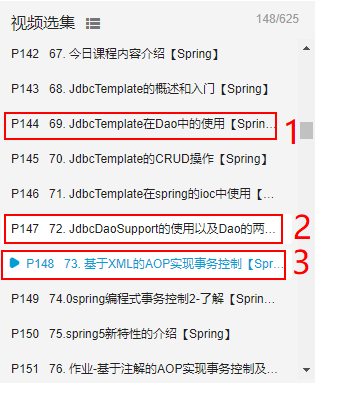 视频选集 148/625
P142 67. 今日课程内容介绍【Spring】
P143 68. JdbcTemplate的概述和入门【Spring】
P144 69. JdbcTemplate在Dao中的使用【Sprin... 1
P145 70. JdbcTemplate的CRUD操作【Spring】
P146 71. JdbcTemplate在spring的ioc中使用【...
P147 72. JdbcDaoSupport的使用以及Dao的两... 2
P148 73. 基于XML的AOP实现事务控制【Spr... 3
P149 74.0spring编程式事务控制2-了解【Spring...
P150 75.spring5新特性的介绍【Spring】
P151 76. 作业-基于注解的AOP实现事务控制及...